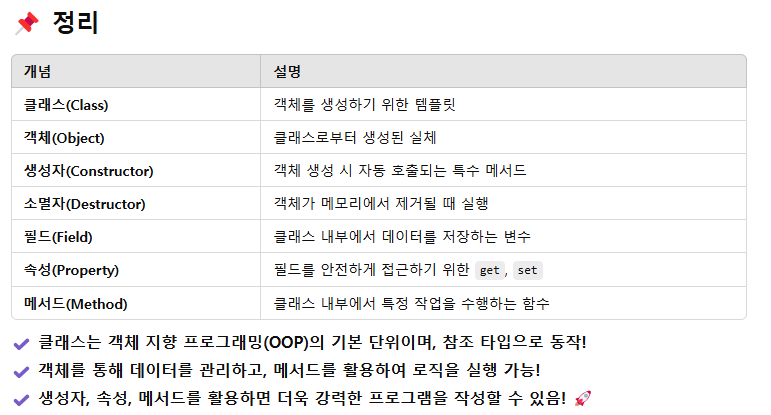 📌 정리
개념 설명
클래스(Class) 객체를 생성하기 위한 템플릿
객체(Object) 클래스로부터 생성된 실체
생성자(Constructor) 객체 생성 시 자동 호출되는 특수 메서드
소멸자(Destructor) 객체가 메모리에서 제거될 때 실행
필드(Field) 클래스 내부에서 데이터를 저장하는 변수
속성(Property) 필드를 안전하게 접근하기 위한 get, set
메서드(Method) 클래스 내부에서 특정 작업을 수행하는 함수
✔ 클래스는 객체 지향 프로그래밍(OOP)의 기본 단위이며, 참조 타입으로 동작!
✔ 객체를 통해 데이터를 관리하고, 메서드를 활용하여 로직을 실행 가능!
✔ 생성자, 속성, 메서드를 활용하면 더욱 강력한 프로그램을 작성할 수 있음! 🚀